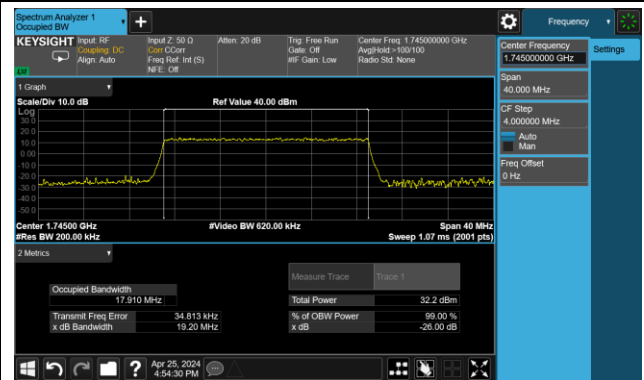 Spectrum Analyzer 1
Occupied BW
Frequency
KEYSIGHT
Input: RF
Coupling: DC
Align: Auto
Input Z: 50 Ω
Corr CCorr
Freq Ref: Int (S)
NFE: Off
Atten: 20 dB
Trig: Free Run
Gate: Off
#IF Gain: Low
Center Freq: 1.745000000 GHz
Avg|Hold:>100/100
Radio Std: None
Center Frequency
1.745000000 GHz
Settings
Span
40.000 MHz
CF Step
4.000000 MHz
Auto
Man
Freq Offset
0 Hz
1 Graph
Scale/Div 10.0 dB
Ref Value 40.00 dBm
Log
30.0
20.0
10.0
0.00
-10.0
-20.0
-30.0
-40.0
-50.0
Center 1.74500 GHz
#Video BW 620.00 kHz
Span 40 MHz
#Res BW 200.00 kHz
Sweep 1.07 ms (2001 pts)
2 Metrics
Measure Trace
Trace 1
Occupied Bandwidth
17.910 MHz
Total Power
32.2 dBm
Transmit Freq Error
34.813 kHz
% of OBW Power
99.00 %
x dB Bandwidth
19.20 MHz
x dB
-26.00 dB
?
Apr 25, 2024
4:54:30 PM